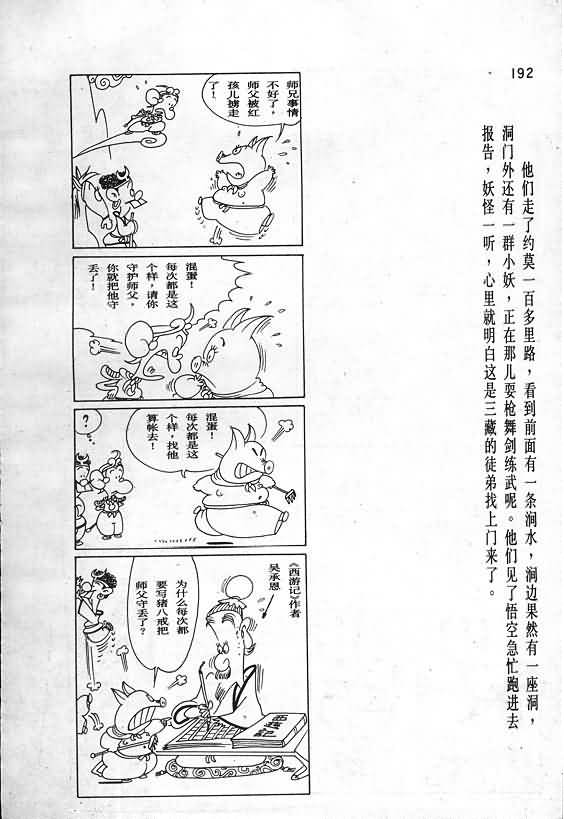 192
他们走了约莫一百多里路，看到前面有一条涧水，涧边果然有一座洞，
洞门外还有一群小妖，正在那儿耍枪舞剑练武呢。他们见了悟空急忙跑进去
报告，妖怪一听，心里就明白这是三藏的徒弟找上门来了。
师兄事情
不好了，
师父被红
孩儿掳走
了！
混蛋！
每次都是这
个样，请你
守护师父，
你就把他守
丢了！
混蛋！
每次都是这
个样，找他
算帐去！
？
《西游记》作者
吴承恩
为什么每次都
要写猪八戒把
师父守丢了？
西游记